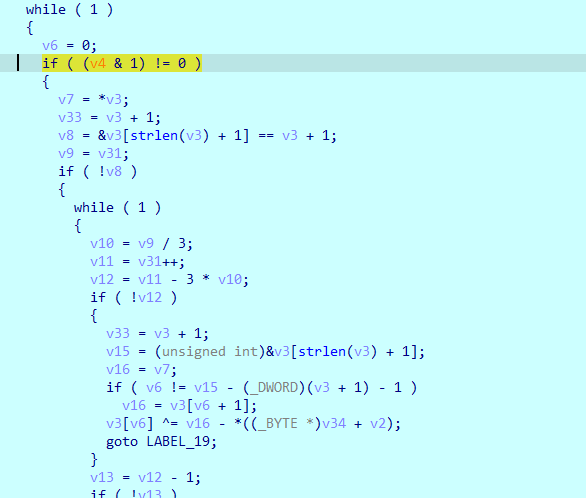 while ( 1 )
{
v6 = 0;
if ( (v4 & 1) != 0 )
{
v7 = *v3;
v33 = v3 + 1;
v8 = &v3[strlen(v3) + 1] == v3 + 1;
v9 = v31;
if ( !v8 )
{
while ( 1 )
{
v10 = v9 / 3;
v11 = v31++;
v12 = v11 - 3 * v10;
if ( !v12 )
{
v33 = v3 + 1;
v15 = (unsigned int)&v3[strlen(v3) + 1];
v16 = v7;
if ( v6 != v15 - (_DWORD)(v3 + 1) - 1 )
v16 = v3[v6 + 1];
v3[v6] ^= v16 - *((_BYTE *)v34 + v2);
goto LABEL_19;
}
v13 = v12 - 1;
if ( !v13 )